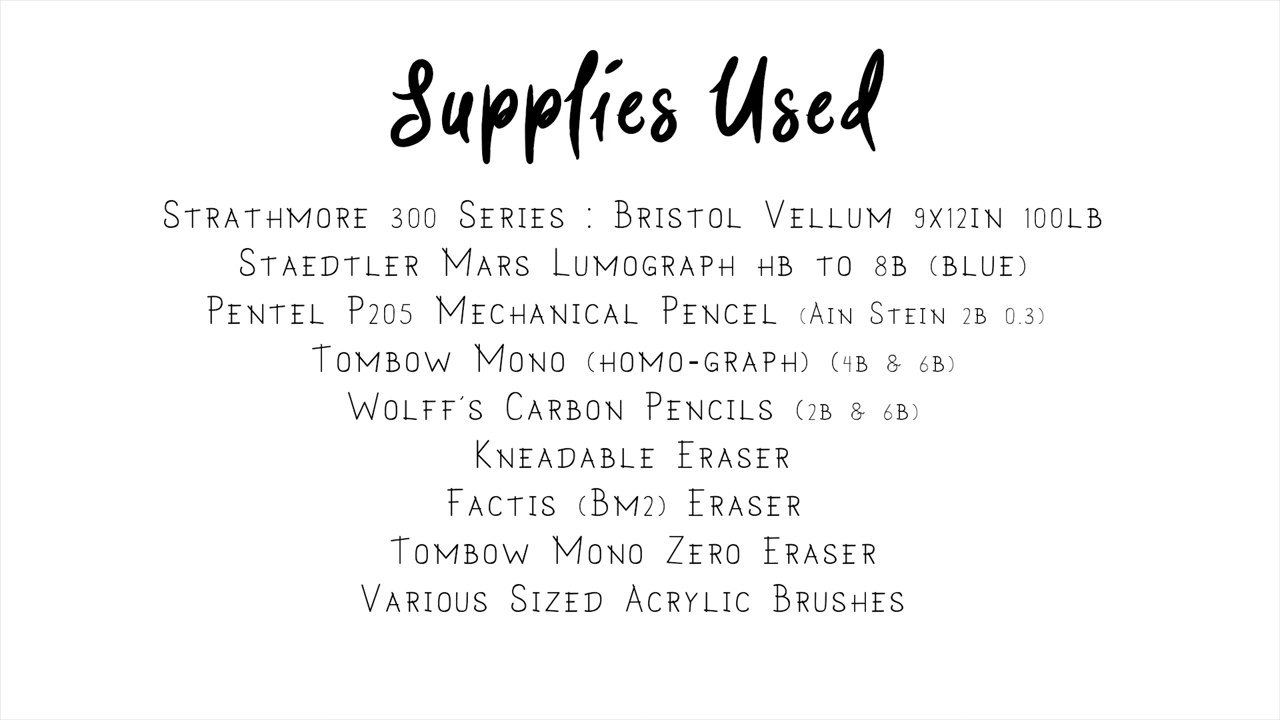 Supplies Used
Strathmore 300 Series : Bristol Vellum 9x12in 100lb
Staedtler Mars Lumograph HB to 8B (Blue)
Pentel P205 Mechanical Pencel (Ain Stein 2B 0.3)
Tombow Mono (homo-graph) (4B & 6B)
Wolff's Carbon Pencils (2B & 6B)
Kneadable Eraser
Factis (Bm2) Eraser
Tombow Mono Zero Eraser
Various Sized Acrylic Brushes